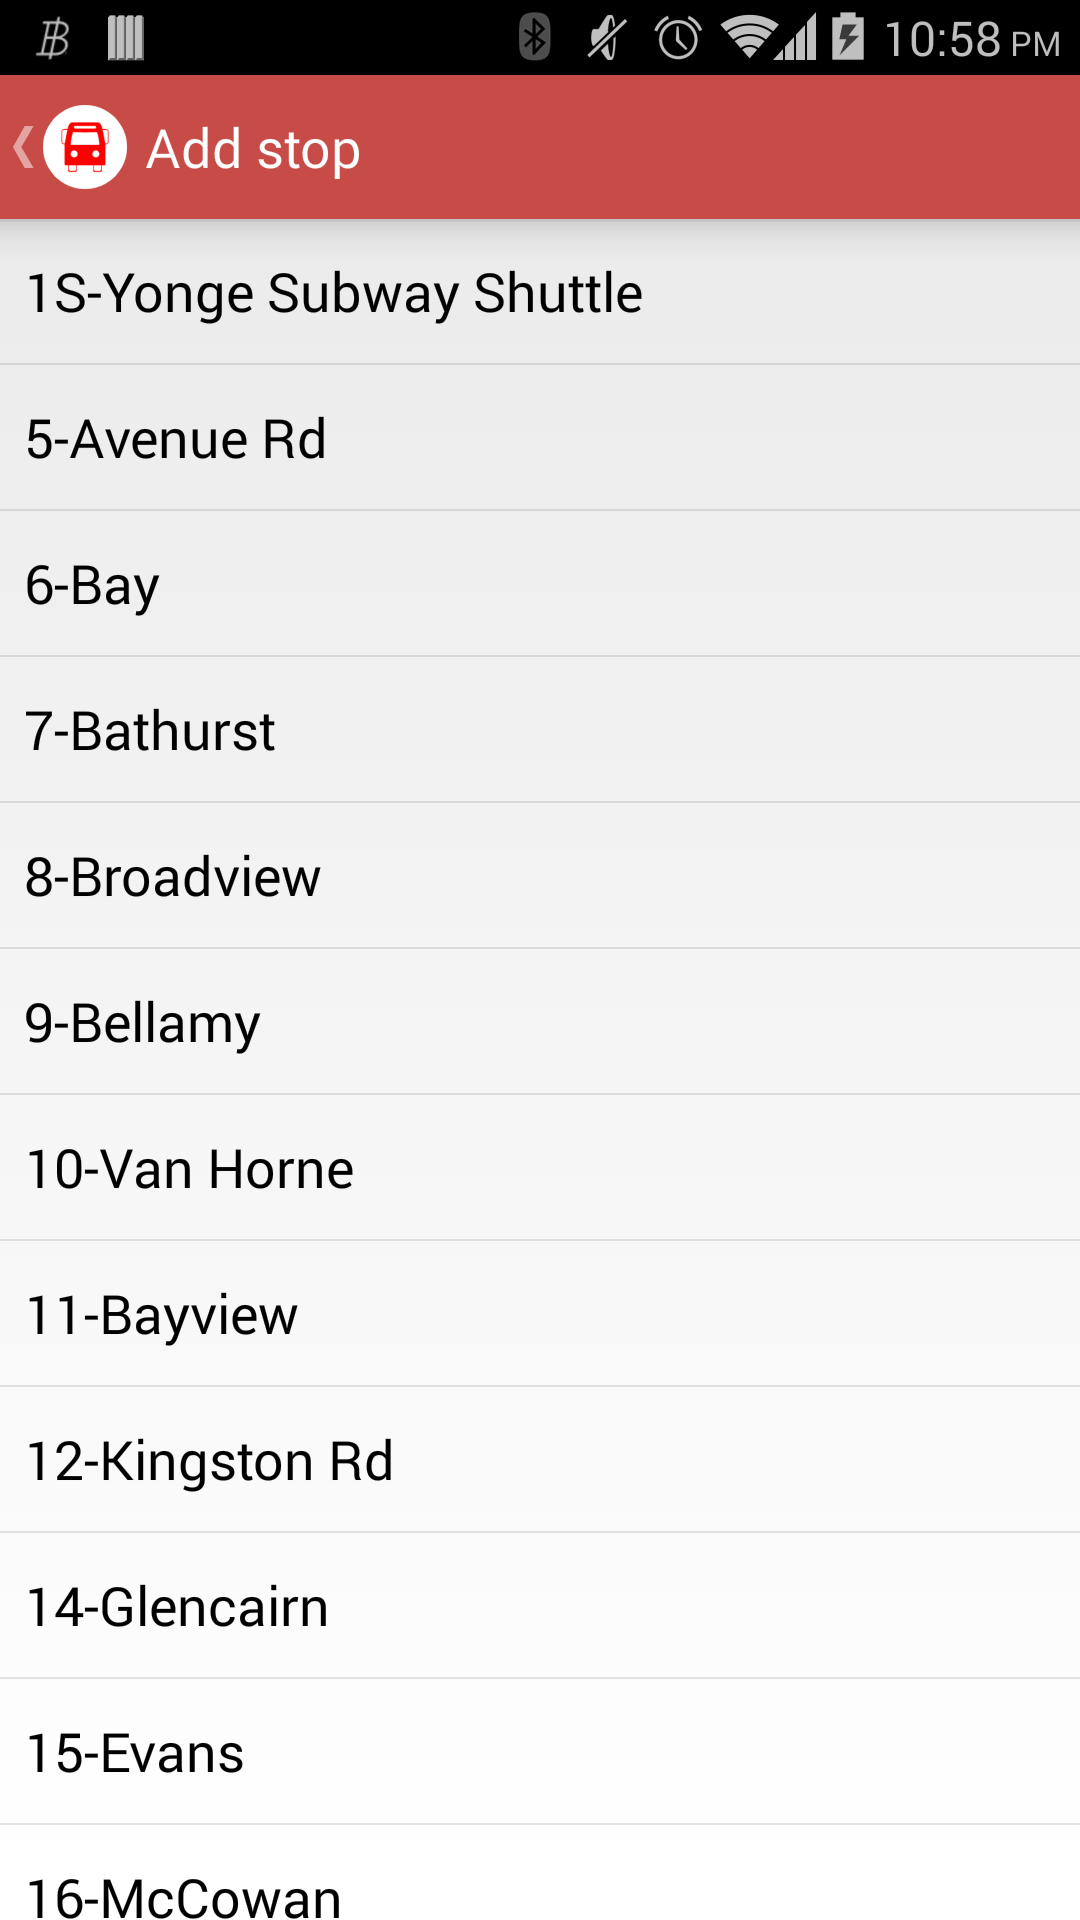 10:58 PM
Add stop
1S-Yonge Subway Shuttle
5-Avenue Rd
6-Bay
7-Bathurst
8-Broadview
9-Bellamy
10-Van Horne
11-Bayview
12-Kingston Rd
14-Glencairn
15-Evans
16-McCowan